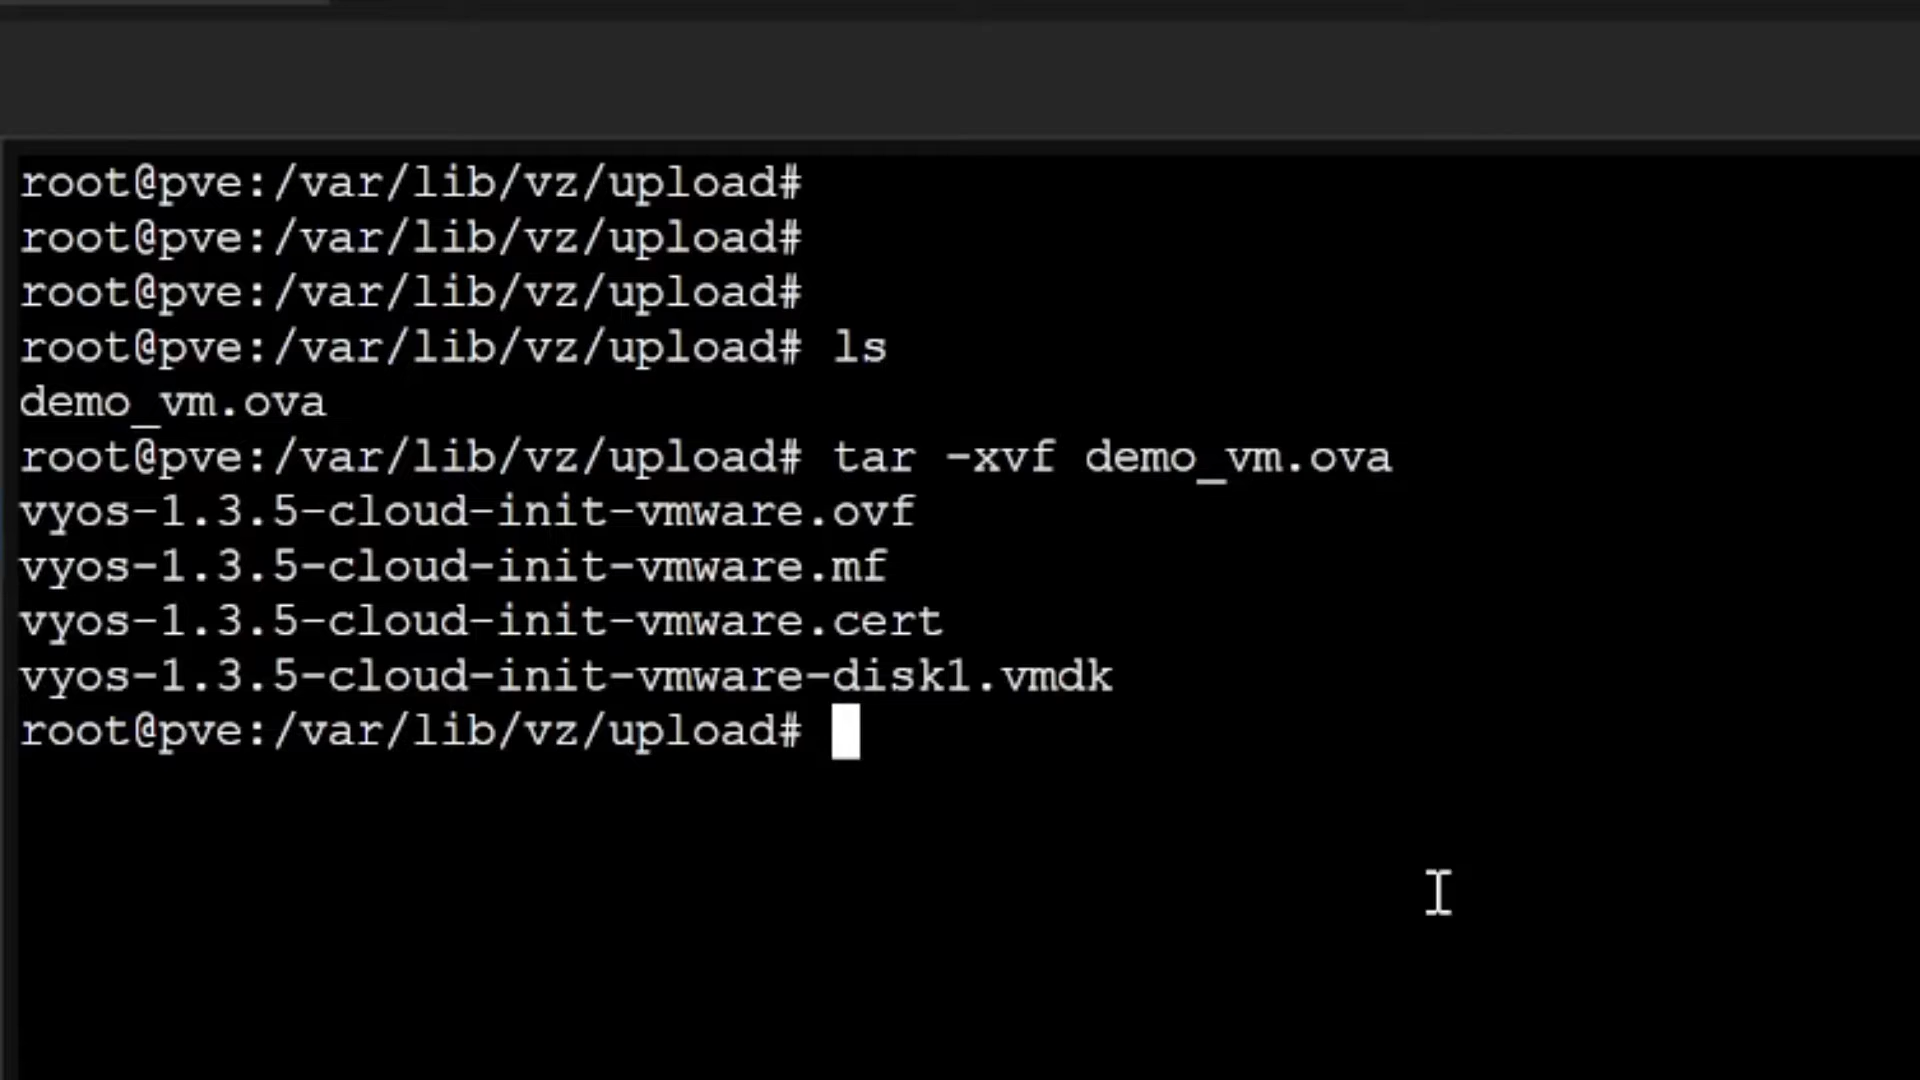 root@pve:/var/lib/vz/upload#
root@pve:/var/lib/vz/upload#
root@pve:/var/lib/vz/upload#
root@pve:/var/lib/vz/upload# ls
demo_vm.ova
root@pve:/var/lib/vz/upload# tar -xvf demo_vm.ova
vyos-1.3.5-cloud-init-vmware.ovf
vyos-1.3.5-cloud-init-vmware.mf
vyos-1.3.5-cloud-init-vmware.cert
vyos-1.3.5-cloud-init-vmware-disk1.vmdk
root@pve:/var/lib/vz/upload#